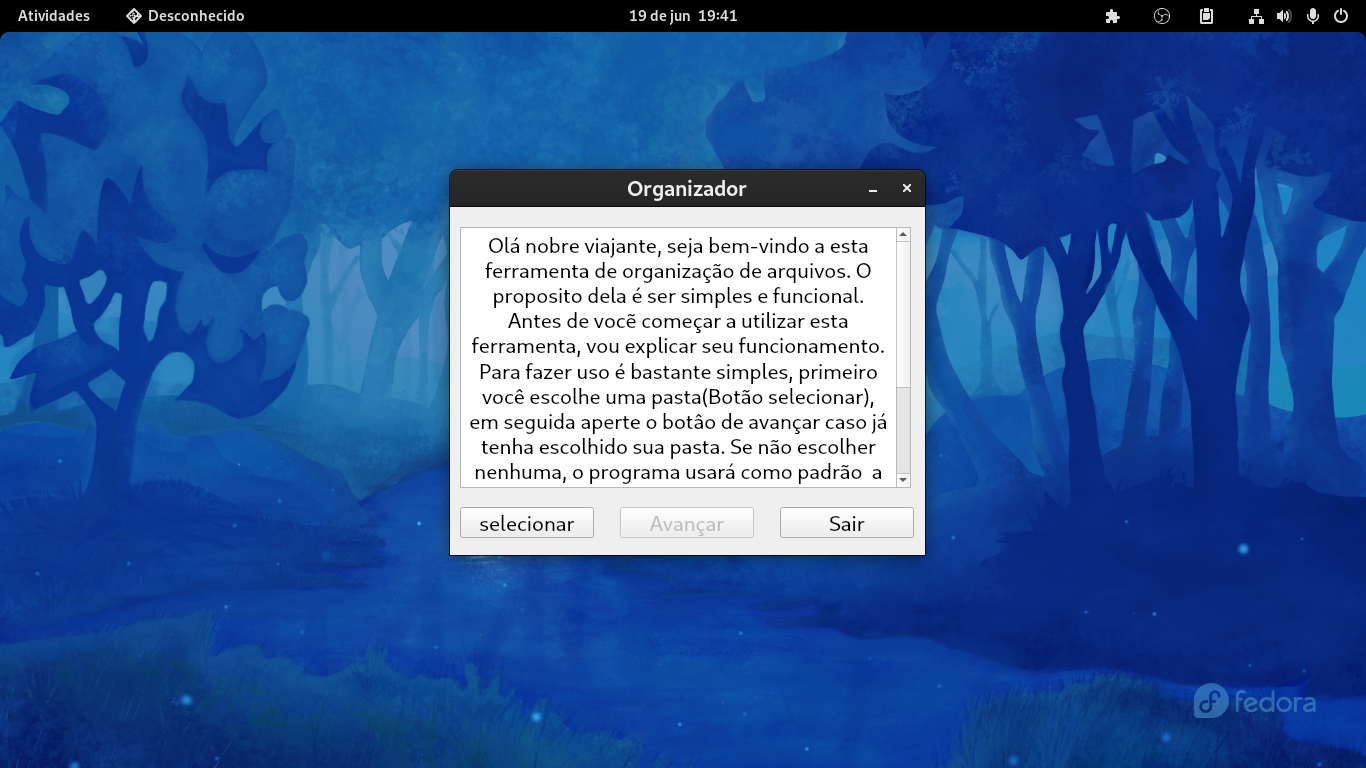 Atividades
Desconhecido
19 de jun 19:41
Organizador
Olá nobre viajante, seja bem-vindo a esta
ferramenta de organização de arquivos. O
proposito dela é ser simples e funcional.
Antes de vocẽ começar a utilizar esta
ferramenta, vou explicar seu funcionamento.
Para fazer uso é bastante simples, primeiro
você escolhe uma pasta(Botão selecionar),
em seguida aperte o botâo de avançar caso já
tenha escolhido sua pasta. Se não escolher
nenhuma, o programa usará como padrão a
selecionar
Avançar
Sair
fedora